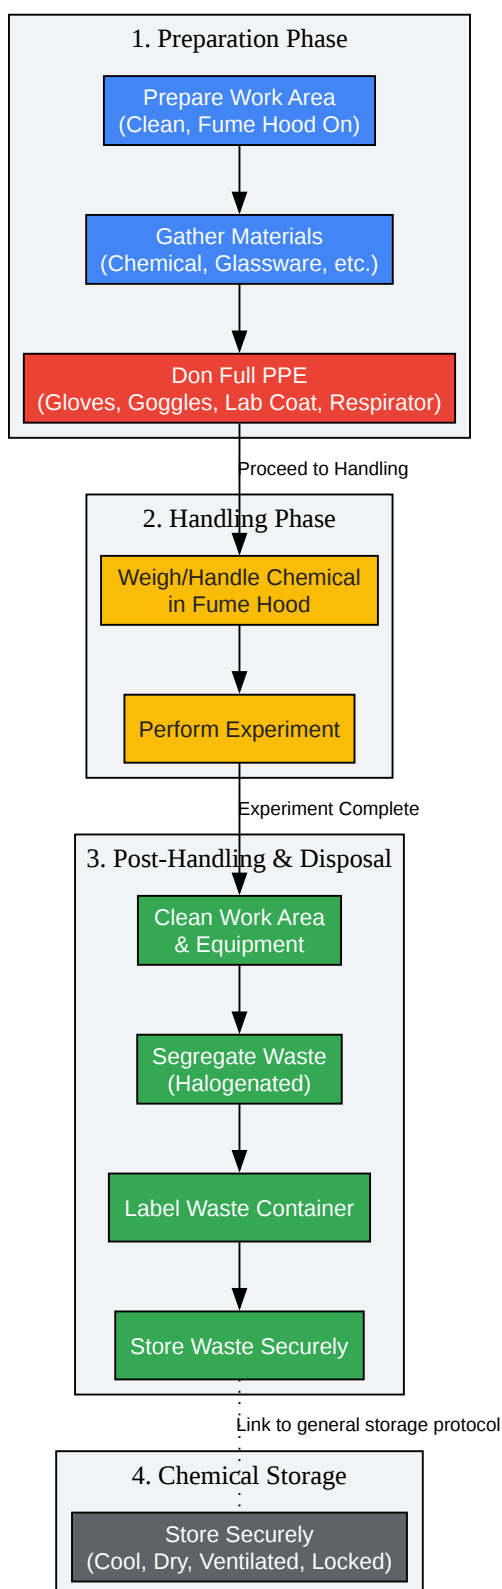 1. Preparation Phase
Prepare Work Area
(Clean, Fume Hood On)
Gather Materials
(Chemical, Glassware, etc.)
Don Full PPE
(Gloves, Goggles, Lab Coat, Respirator)
Proceed to Handling
2. Handling Phase
Weigh/Handle Chemical
in Fume Hood
Perform Experiment
Experiment Complete
3. Post-Handling & Disposal
Clean Work Area
& Equipment
Segregate Waste
(Halogenated)
Label Waste Container
Store Waste Securely
Link to general storage protocol
4. Chemical Storage
Store Securely
(Cool, Dry, Ventilated, Locked)